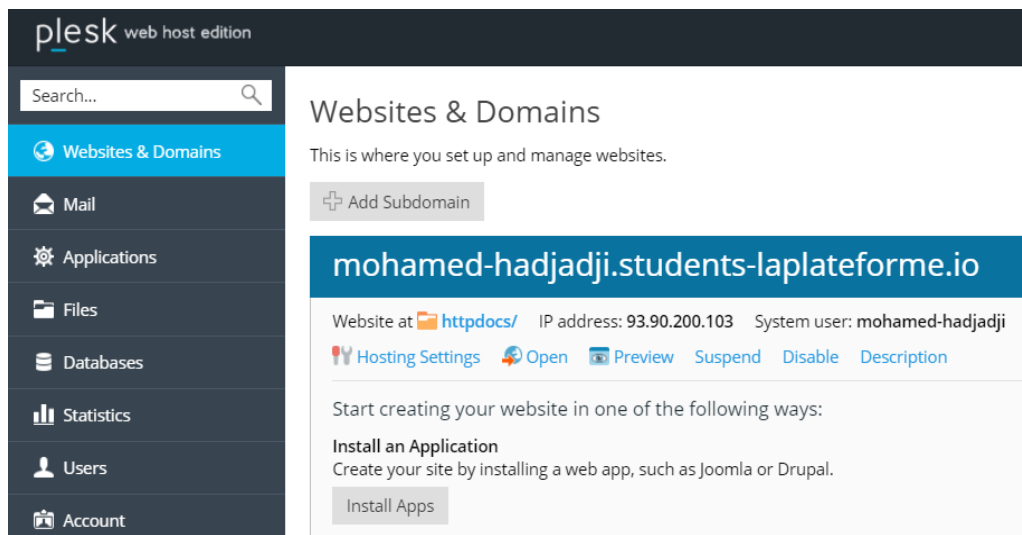 plesk web host edition
Search...
Websites & Domains
Mail
Applications
Files
Databases
Statistics
Users
Account
Websites & Domains
This is where you set up and manage websites.
Add Subdomain
mohamed-hadjadji.students-laplateforme.io
Website at httpdocs/ IP address: 93.90.200.103 System user: mohamed-hadjadji
Hosting Settings Open Preview Suspend Disable Description
Start creating your website in one of the following ways:
Install an Application
Create your site by installing a web app, such as Joomla or Drupal.
Install Apps